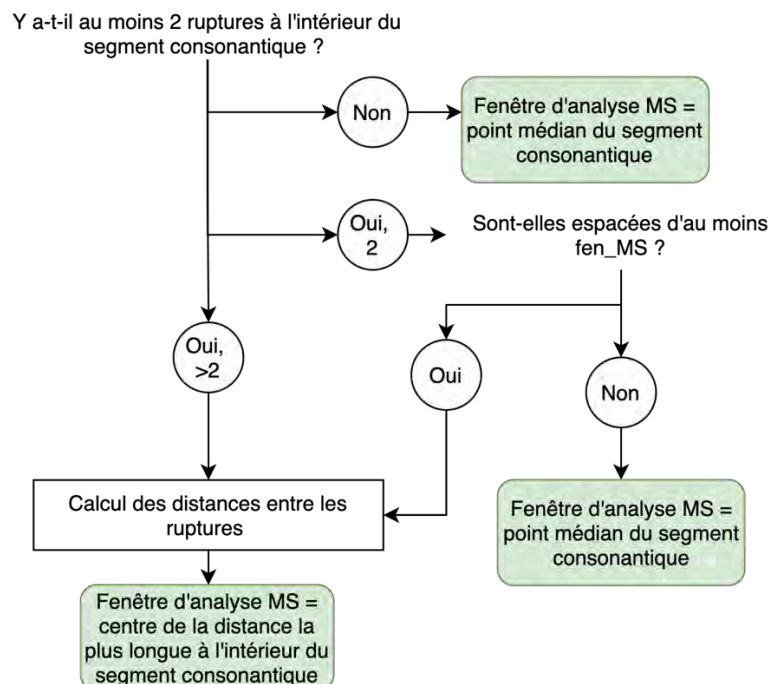 Y a-t-il au moins 2 ruptures à l'intérieur du
segment consonantique ?
Non
Fenêtre d'analyse MS =
point médian du segment
consonantique
Oui,
2
Sont-elles espacées d'au moins
fen_MS ?
Oui,
>2
Oui
Non
Calcul des distances entre les
ruptures
Fenêtre d'analyse MS =
point médian du segment
consonantique
Fenêtre d'analyse MS =
centre de la distance la
plus longue à l'intérieur du
segment consonantique